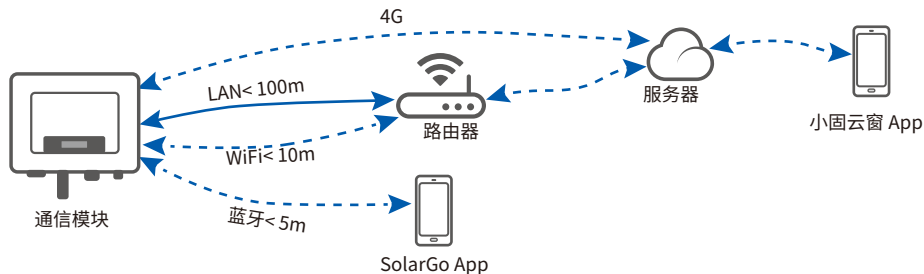 4G
LAN< 100m
服务器
小固云窗 App
路由器
WiFi< 10m
通信模块
蓝牙< 5m
SolarGo App